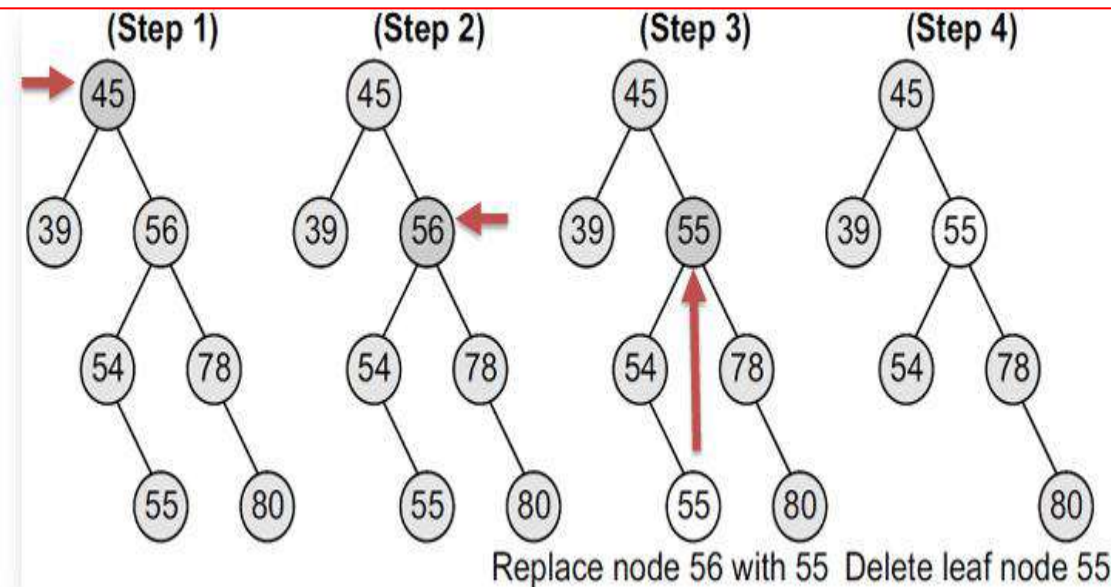 (Step 1) (Step 2) (Step 3) (Step 4)
45 45 45 45
39 56 39 56 39 55 39 55
54 78 54 78 54 78 54 78
55 80 55 80 55 80 80
Replace node 56 with 55 Delete leaf node 55